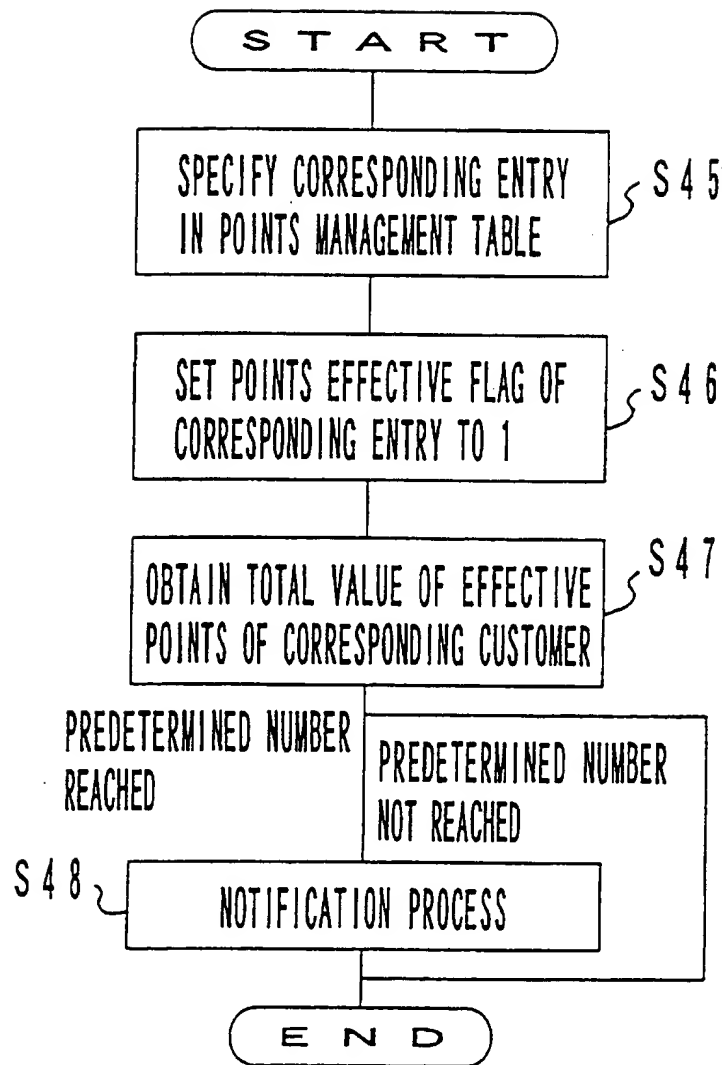 START
SPECIFY CORRESPONDING ENTRY
IN POINTS MANAGEMENT TABLE
S45
SET POINTS EFFECTIVE FLAG OF
CORRESPONDING ENTRY TO 1
S46
OBTAIN TOTAL VALUE OF EFFECTIVE
POINTS OF CORRESPONDING CUSTOMER
S47
PREDETERMINED NUMBER
REACHED
PREDETERMINED NUMBER
NOT REACHED
S48
NOTIFICATION PROCESS
END